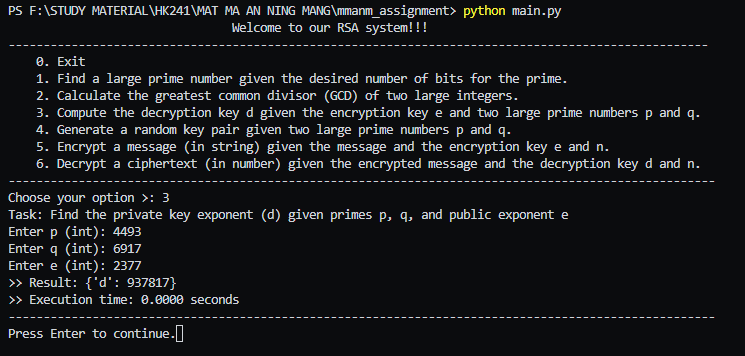 PS F:\STUDY MATERIAL\HK241\MAT MA AN NING MANG\mmanm_assignment> python main.py
Welcome to our RSA system!!!
----------------------------------------------------------------------------------------------------
0. Exit
1. Find a large prime number given the desired number of bits for the prime.
2. Calculate the greatest common divisor (GCD) of two large integers.
3. Compute the decryption key d given the encryption key e and two large prime numbers p and q.
4. Generate a random key pair given two large prime numbers p and q.
5. Encrypt a message (in string) given the message and the encryption key e and n.
6. Decrypt a ciphertext (in number) given the encrypted message and the decryption key d and n.
-----------------------------------------------------------------------------------------------------
Choose your option >: 3
Task: Find the private key exponent (d) given primes p, q, and public exponent e
Enter p (int): 4493
Enter q (int): 6917
Enter e (int): 2377
>> Result: {'d': 937817}
>> Execution time: 0.0000 seconds
-----------------------------------------------------------------------------------------------------
Press Enter to continue.